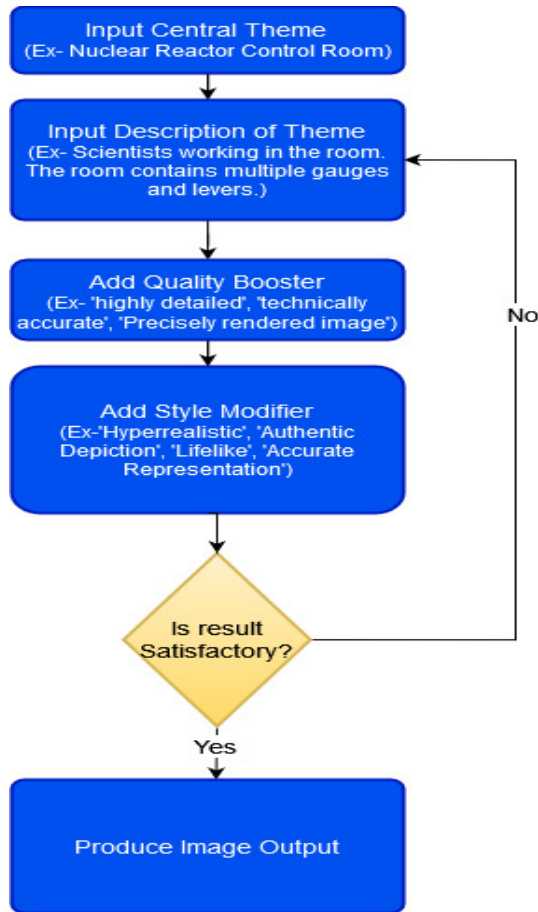 Input Central Theme
(Ex- Nuclear Reactor Control Room)
Input Description of Theme
(Ex- Scientists working in the room.
The room contains multiple gauges
and levers.)
Add Quality Booster
(Ex- 'highly detailed', 'technically
accurate', 'Precisely rendered image')
No
Add Style Modifier
(Ex-'Hyperrealistic', 'Authentic
Depiction', 'Lifelike', 'Accurate
Representation')
Is result
Satisfactory?
Yes
Produce Image Output